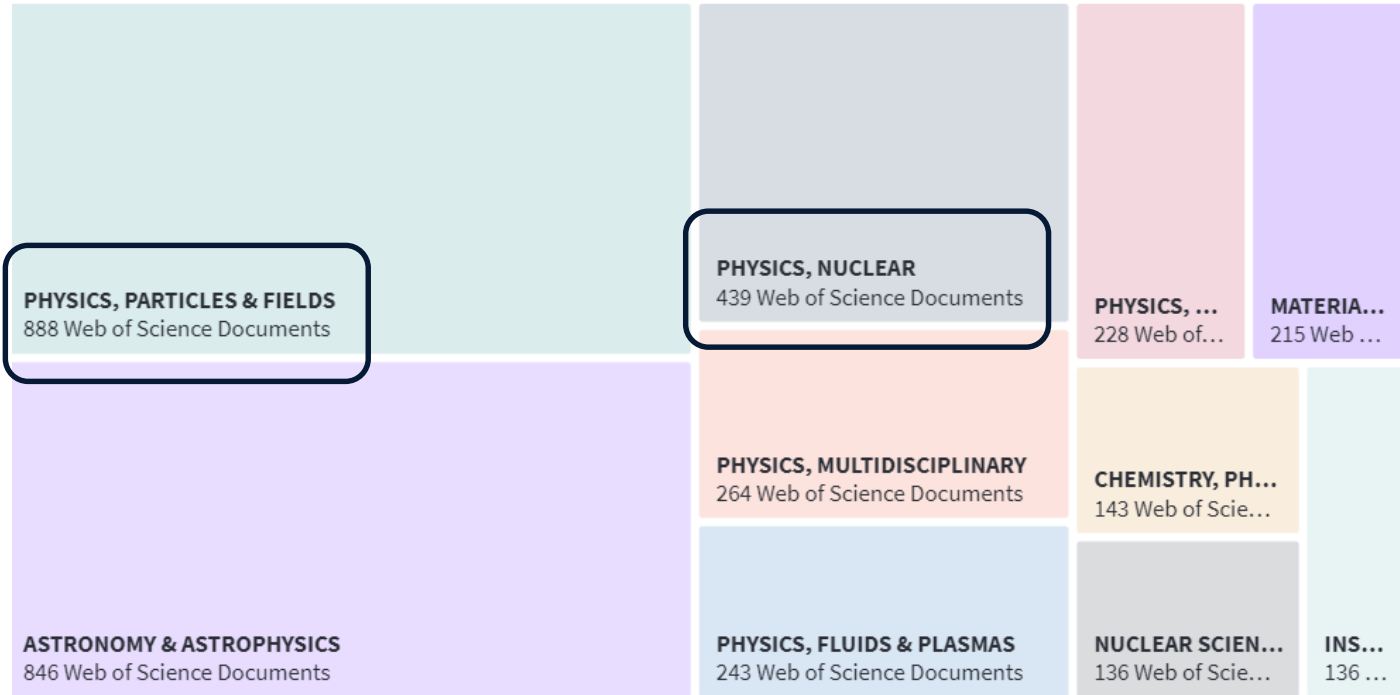 PHYSICS, PARTICLES & FIELDS
888 Web of Science Documents
ASTRONOMY & ASTROPHYSICS
846 Web of Science Documents
PHYSICS, NUCLEAR
439 Web of Science Documents
PHYSICS, MULTIDISCIPLINARY
264 Web of Science Documents
PHYSICS, FLUIDS & PLASMAS
243 Web of Science Documents
PHYSICS, ...
228 Web of...
MATERIA...
215 Web ...
CHEMISTRY, PH...
143 Web of Scie...
NUCLEAR SCIEN...
136 Web of Scie...
INS...
136 ...